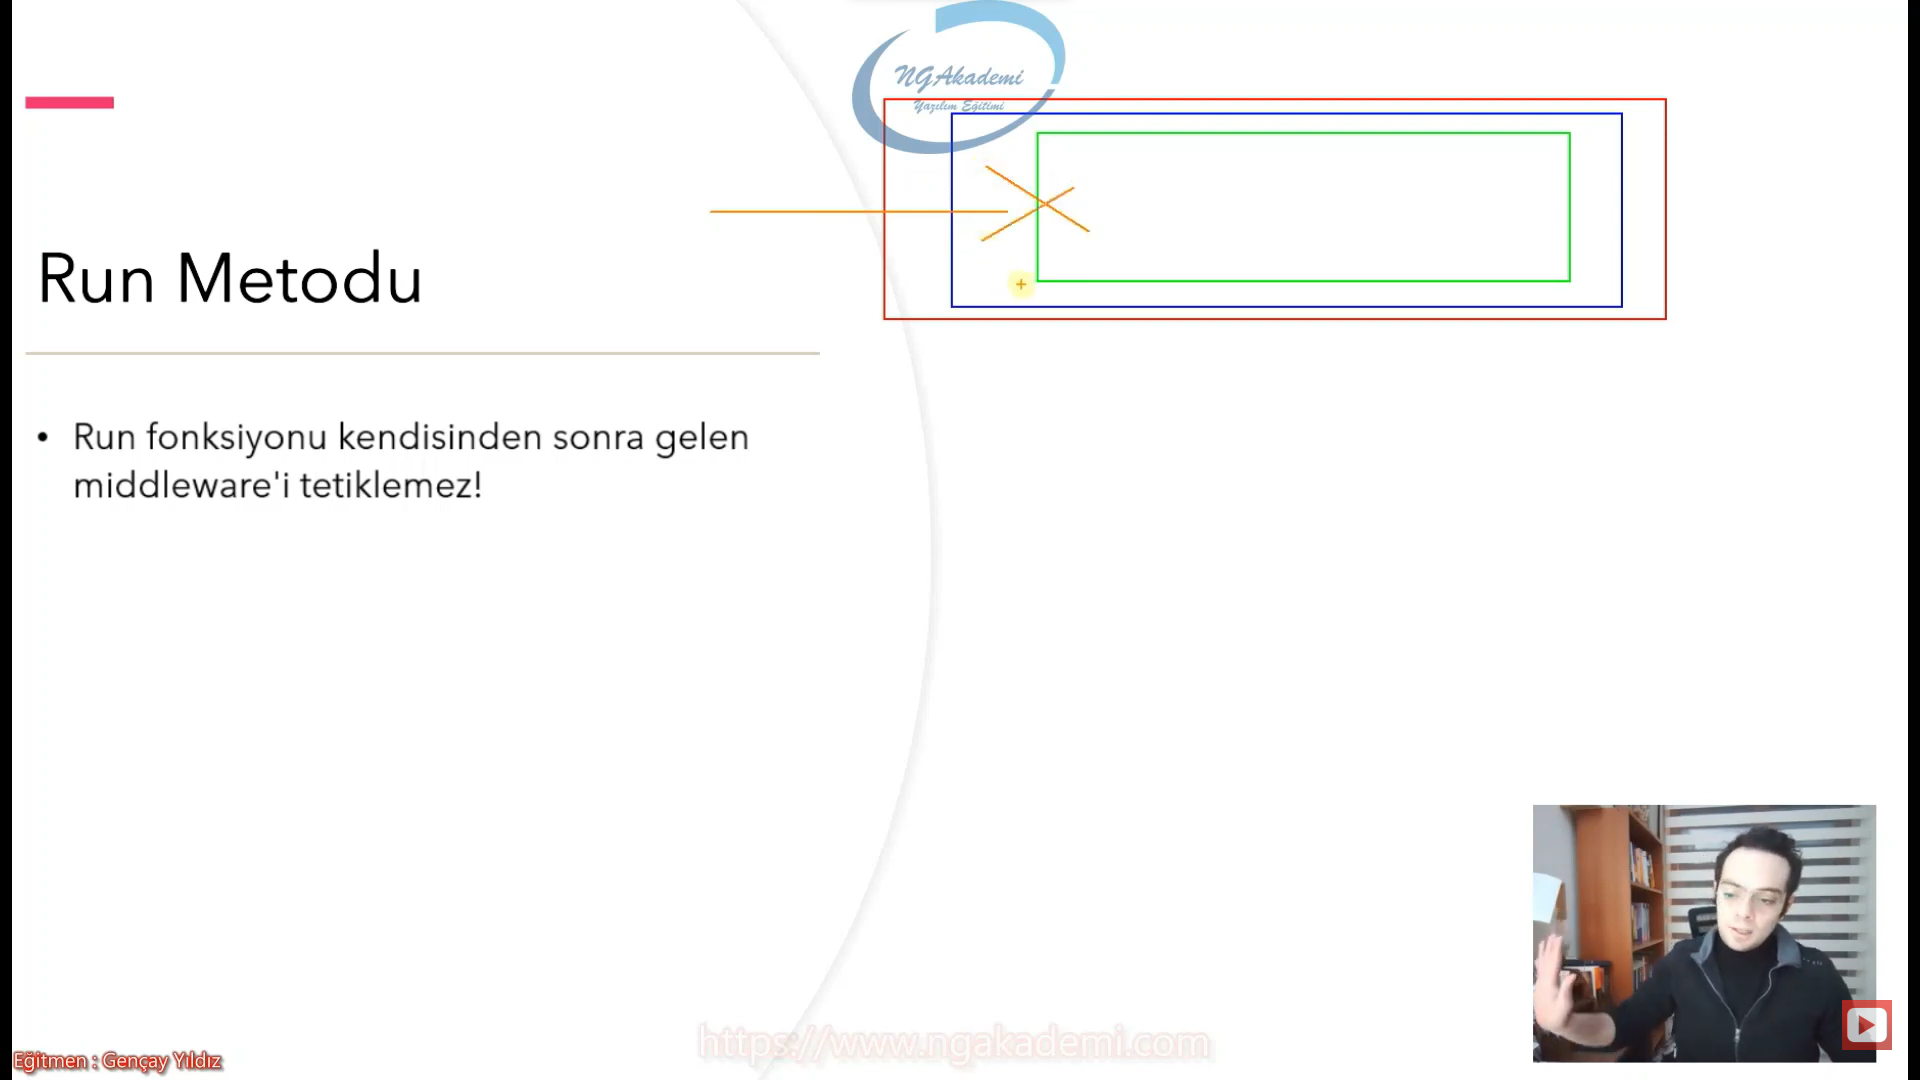 NGAkademi
Yazılım Eğitimi
Run Metodu
• Run fonksiyonu kendisinden sonra gelen
middleware'i tetiklemez!
https://www.ngakademi.com
Eğitmen : Gençay Yıldız